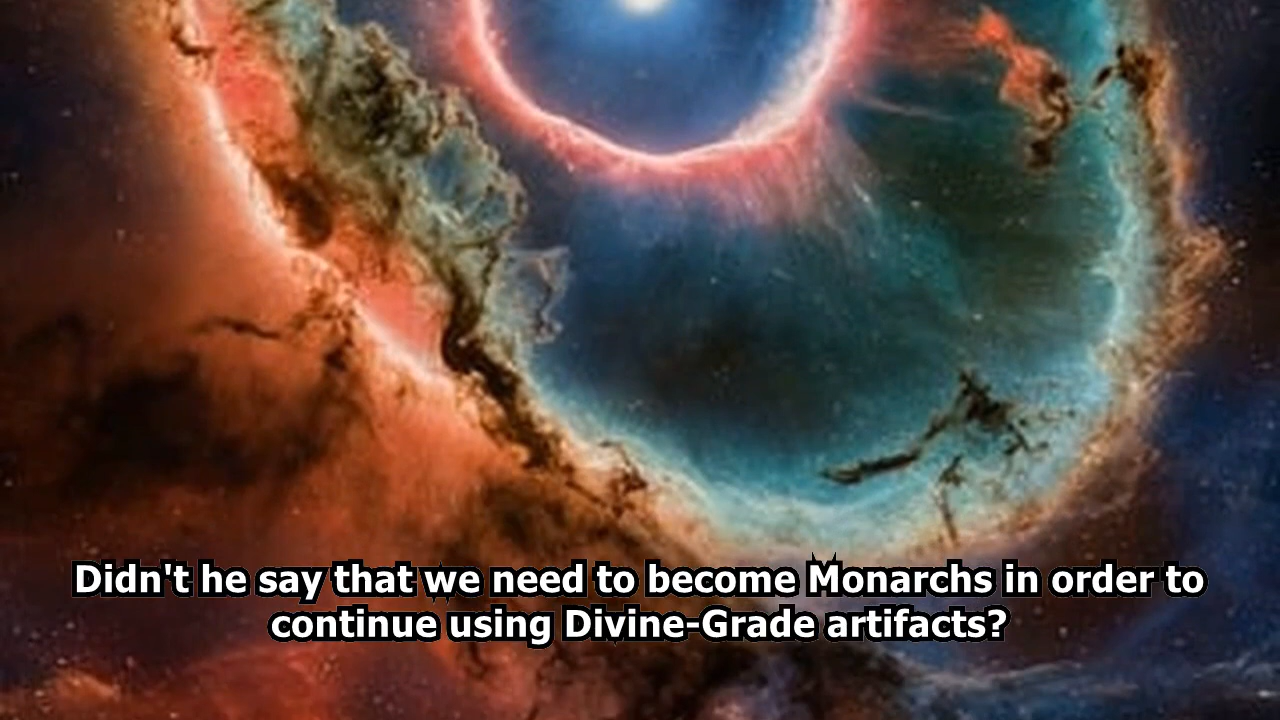 Didn't he say that we need to become Monarchs in order to
continue using Divine-Grade artifacts?